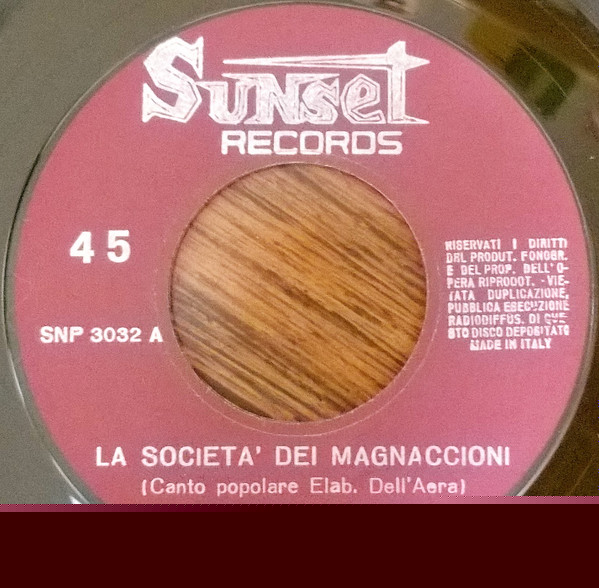 Sunset
RECORDS
45
SNP 3032 A
RISERVATI I DIRITTI
DEL PRODUT. FONOGR.
E DEL PROP. DELL'O-
PERA RIPRODOT. - VIE-
TATA DUPLICAZIONE,
PUBBLICA ESECUZIONE
RADIODIFFUS. DI QUE-
STO DISCO DEPOSITATO
MADE IN ITALY
LA SOCIETA' DEI MAGNACCIONI
(Canto popolare Elab. Dell'Aera)